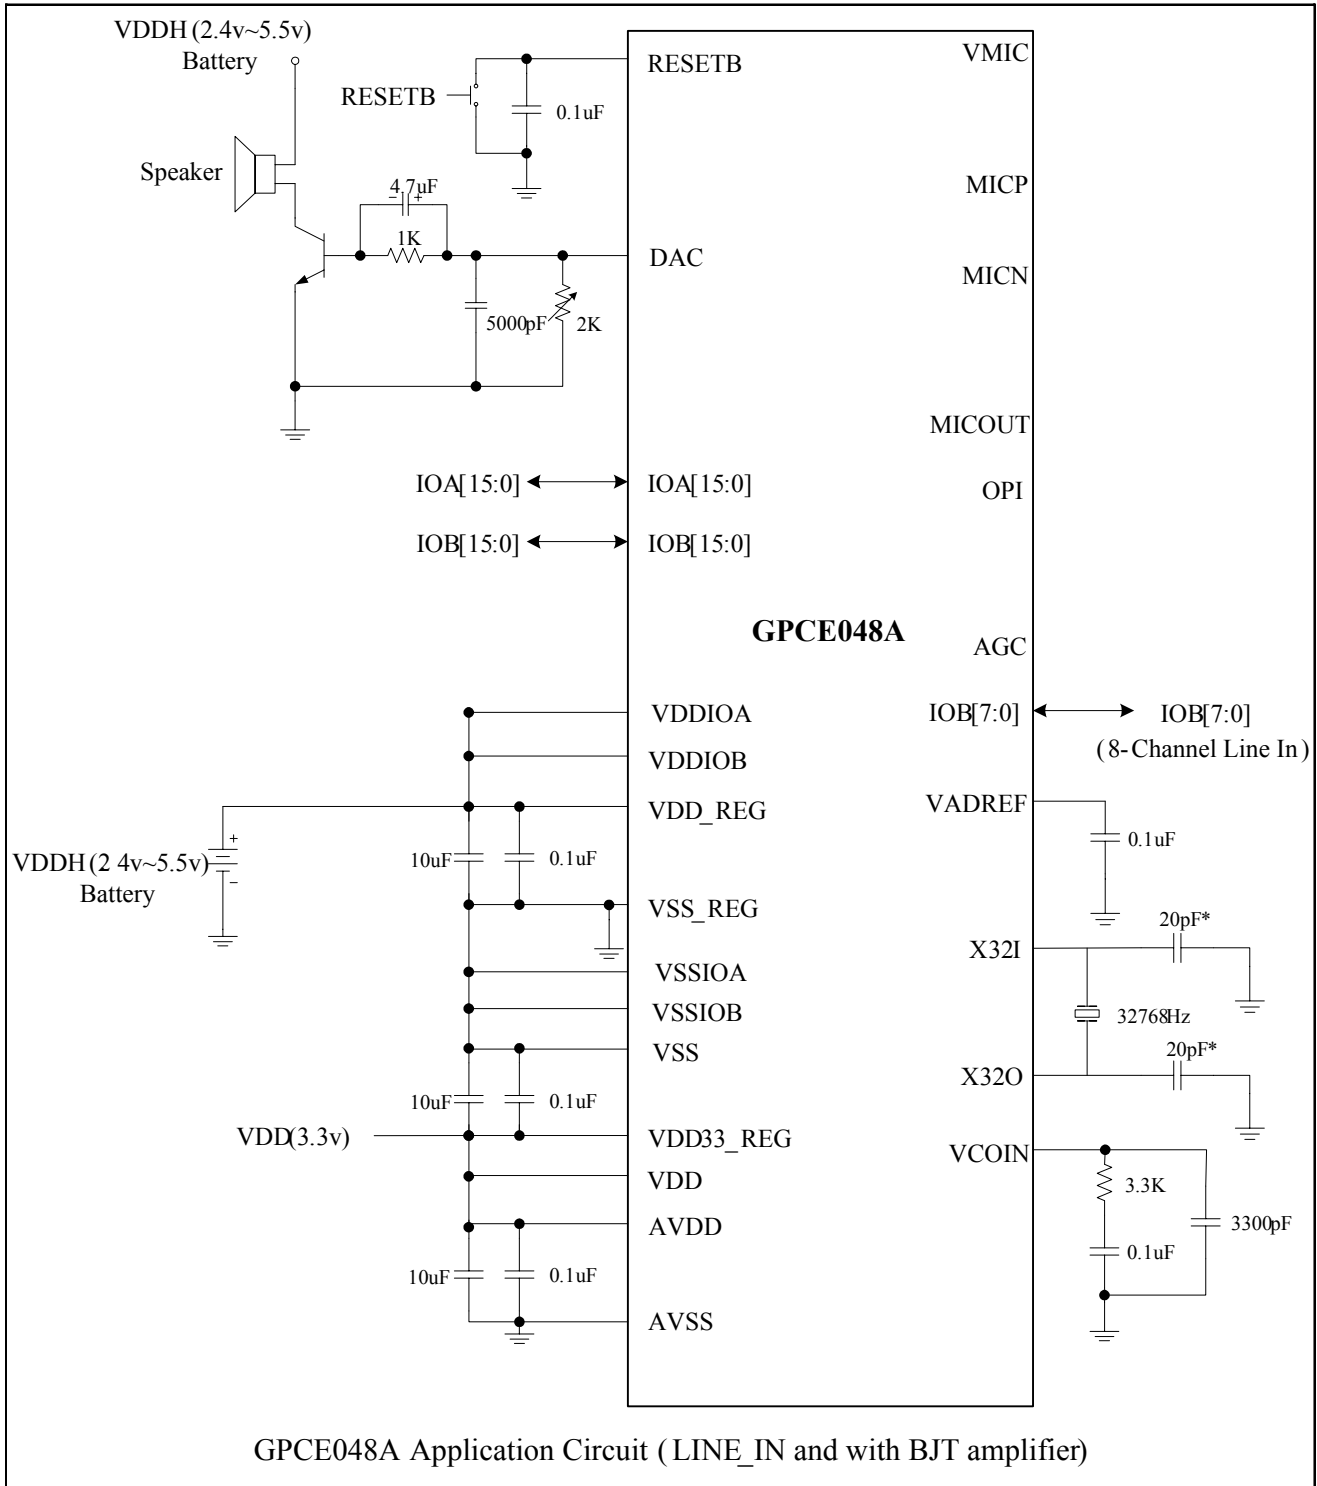 VDDH (2.4v~5.5v)
Battery
Speaker
RESETB
0.1uF
4.7uF
- +
1K
5000pF
2K
RESETB
DAC
IOA[15:0]
IOA[15:0]
IOB[15:0]
IOB[15:0]
VMIC
MICP
MICN
MICOUT
OPI
GPCE048A
AGC
IOB[7:0]
IOB[7:0]
(8-Channel Line In)
VDDIOA
VDDIOB
VDD_REG
10uF
0.1uF
+
VDDH (2 4v~5.5v)
-
Battery
VSS_REG
VSSIOA
VSSIOB
VSS
10uF
0.1uF
VDD(3.3v)
VDD33_REG
VDD
AVDD
10uF
0.1uF
AVSS
VADREF
0.1uF
X32I
20pF*
32768Hz
X32O
20pF*
VCOIN
3.3K
0.1uF
3300pF
GPCE048A Application Circuit (LINE_IN and with BJT amplifier)